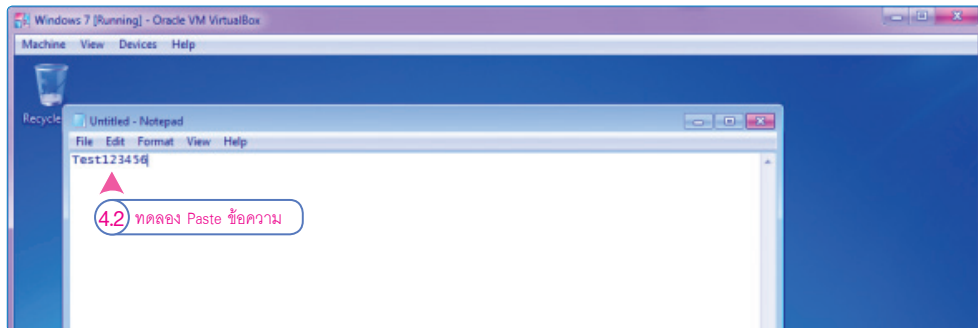 Windows 7 [Running] - Oracle VM VirtualBox
Machine View Devices Help
Recycle
Untitled - Notepad
File Edit Format View Help
Test123456
4.2 ทดลอง Paste ข้อความ